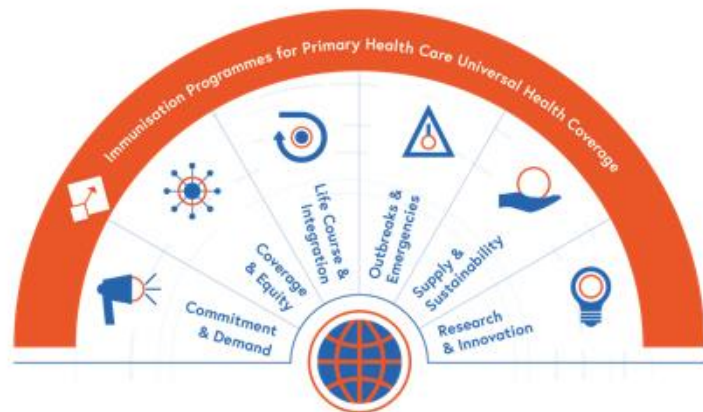 Immunisation Programmes for Primary Health Care Universal Health Coverage
Commitment
& Demand
Coverage
& Equity
Life Course &
Integration
Outbreaks &
Emergencies
Supply &
Sustainability
Research
& Innovation